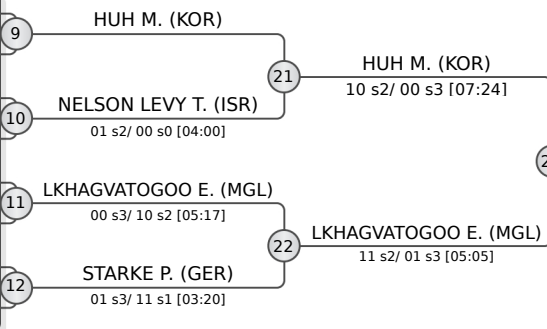 9
HUH M. (KOR)
21
HUH M. (KOR)
10 s2/ 00 s3 [07:24]
10
NELSON LEVY T. (ISR)
01 s2/ 00 s0 [04:00]
11
LKHAGVATOGOO E. (MGL)
00 s3/ 10 s2 [05:17]
22
LKHAGVATOGOO E. (MGL)
11 s2/ 01 s3 [05:05]
12
STARKE P. (GER)
01 s3/ 11 s1 [03:20]